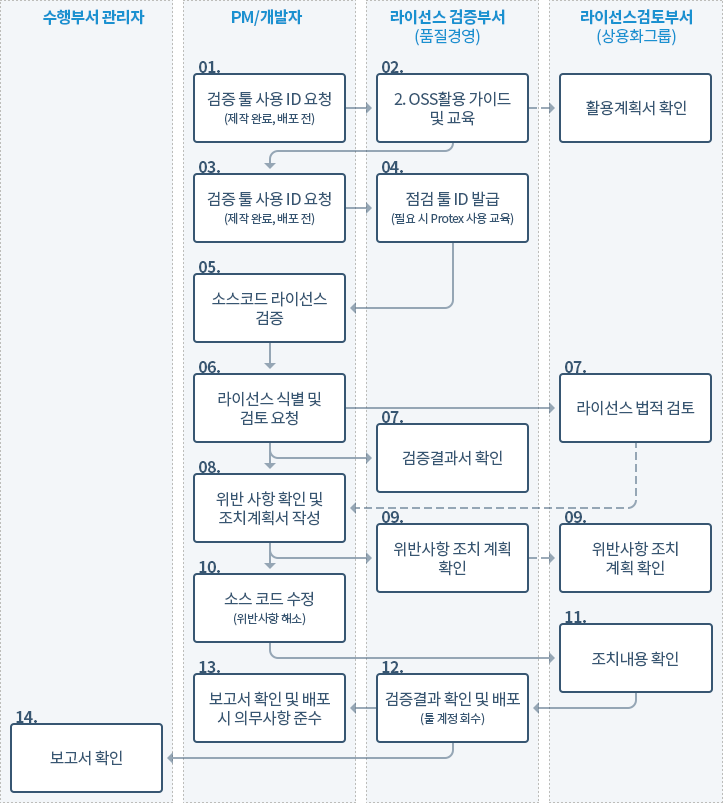 수행부서 관리자
PM/개발자
라이선스 검증부서
(품질경영)
라이선스검토부서
(상용화그룹)
01.
검증 툴 사용 ID 요청
(제작 완료, 배포 전)
02.
2. OSS활용 가이드
및 교육
활용계획서 확인
03.
검증 툴 사용 ID 요청
(제작 완료, 배포 전)
04.
점검 툴 ID 발급
(필요 시 Protex 사용 교육)
05.
소스코드 라이선스
검증
06.
라이선스 식별 및
검토 요청
07.
라이선스 법적 검토
07.
검증결과서 확인
08.
위반 사항 확인 및
조치계획서 작성
09.
위반사항 조치 계획
확인
09.
위반사항 조치
계획 확인
10.
소스 코드 수정
(위반사항 해소)
11.
조치내용 확인
12.
검증결과 확인 및 배포
(툴 계정 회수)
13.
보고서 확인 및 배포
시 의무사항 준수
14.
보고서 확인